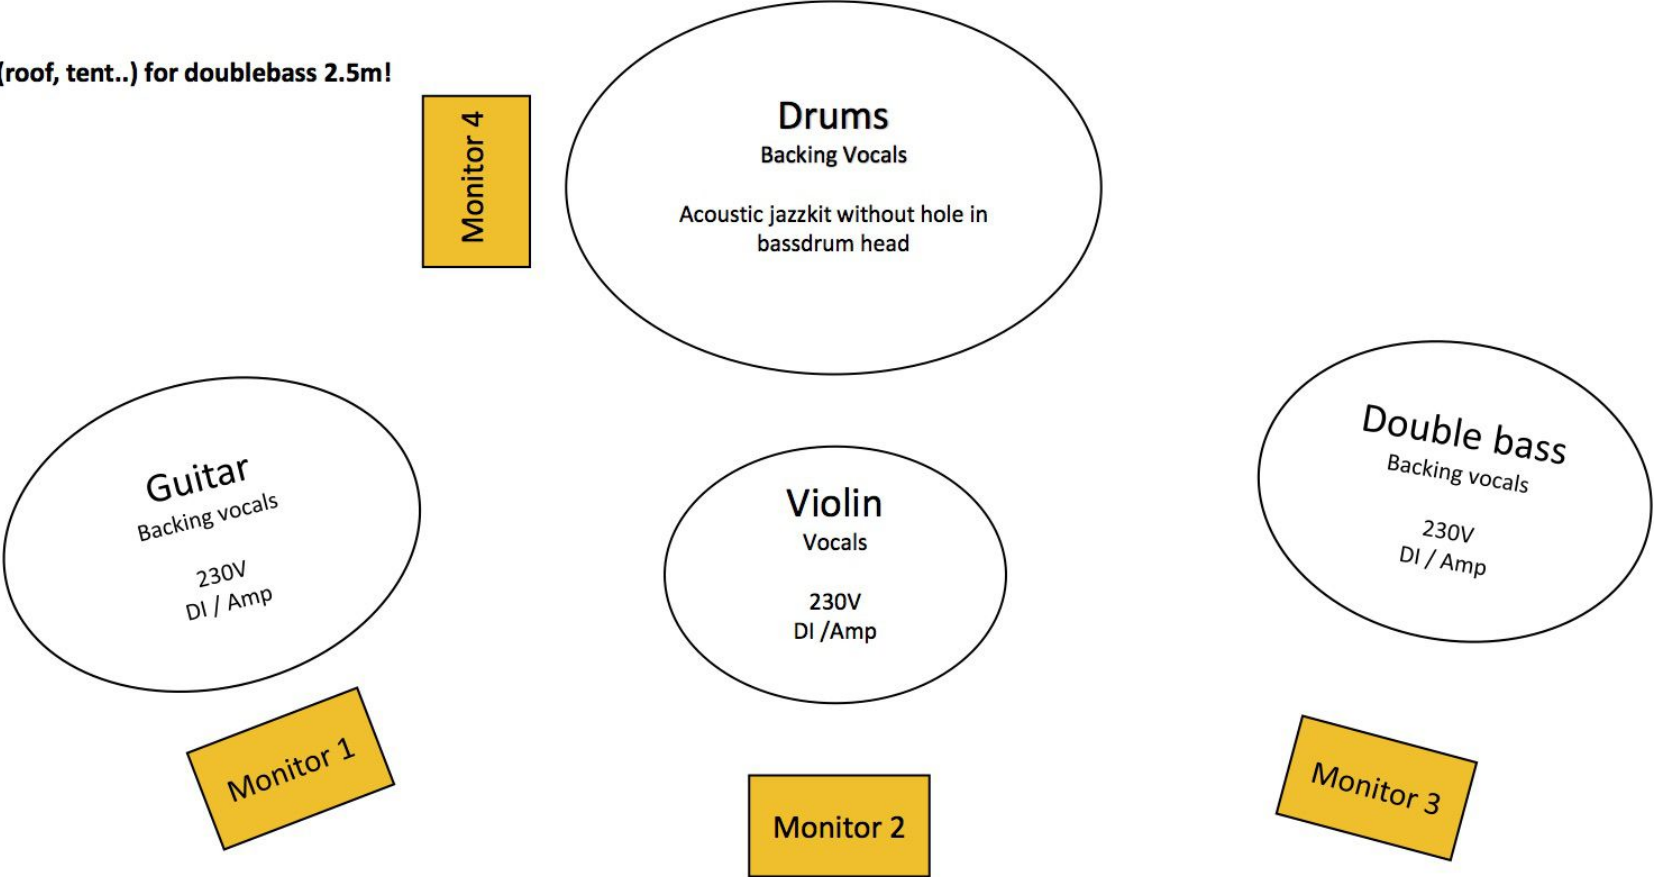 (roof, tent..) for doublebass 2.5m!
Monitor 4
Drums
Backing Vocals
Acoustic jazzkit without hole in
bassdrum head
Guitar
Backing vocals
230V
DI / Amp
Violin
Vocals
230V
DI /Amp
Double bass
Backing vocals
230V
DI / Amp
Monitor 1
Monitor 2
Monitor 3